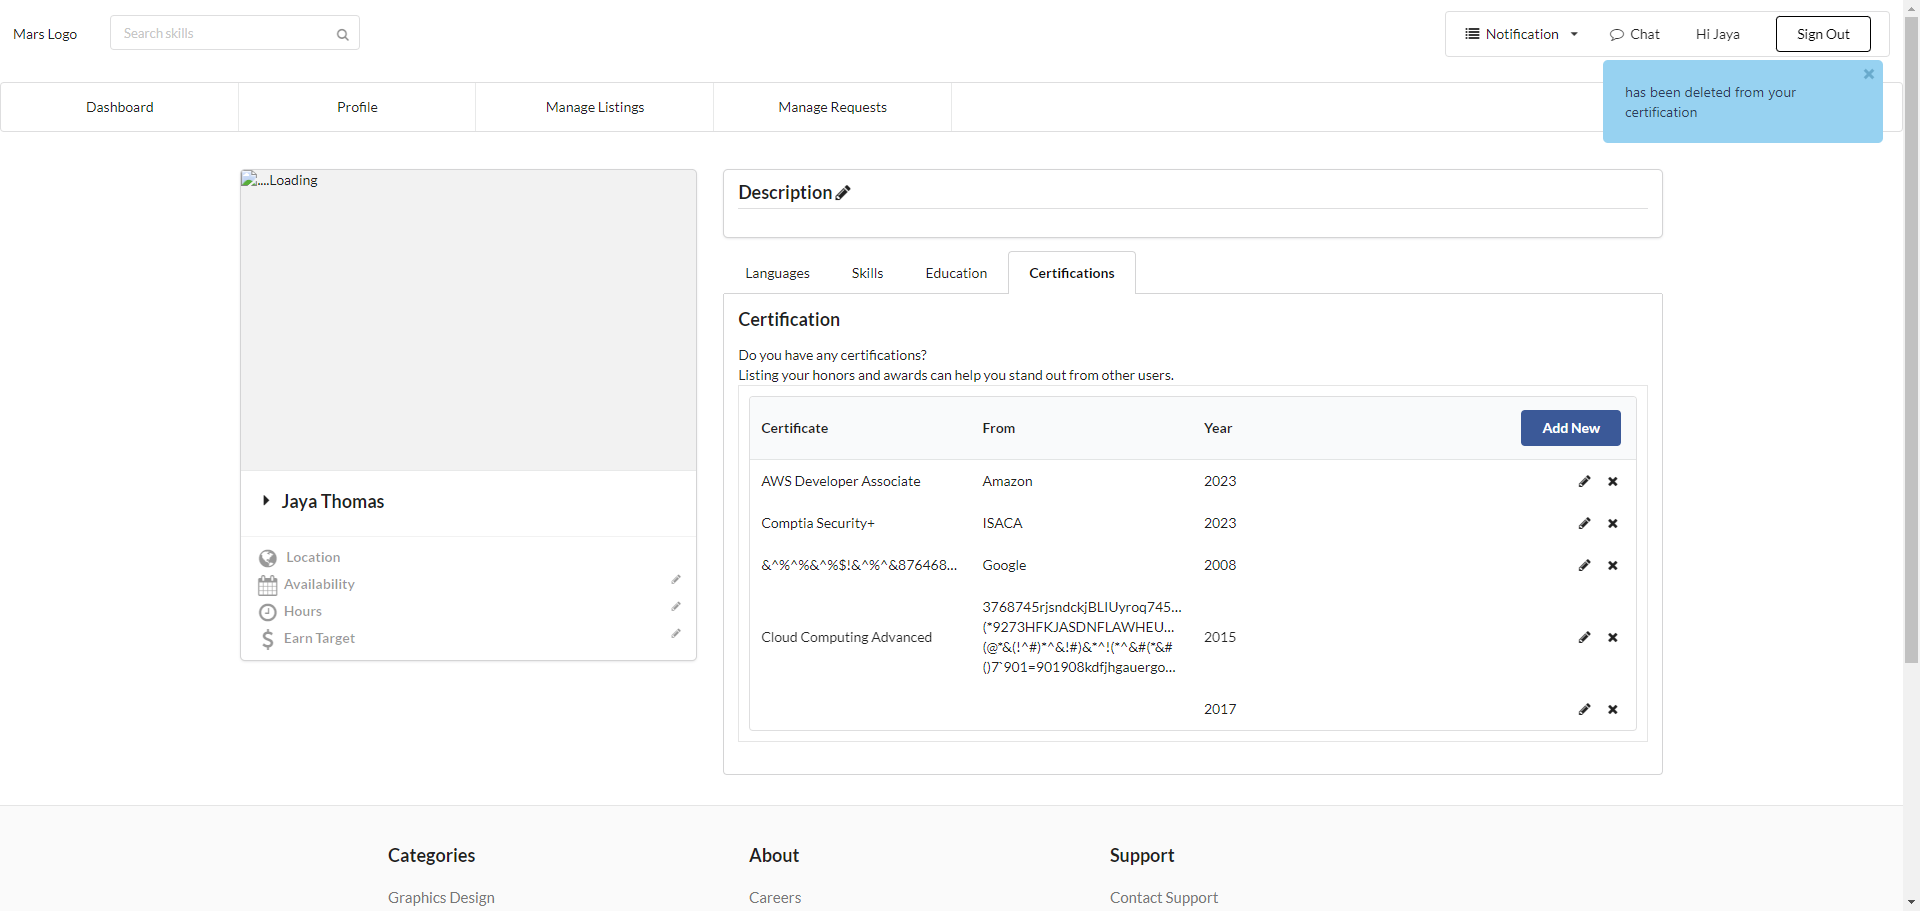 Mars Logo
Search skills
Notification
Chat
Hi Jaya
Sign Out
has been deleted from your
certification
Dashboard
Profile
Manage Listings
Manage Requests
....Loading
Jaya Thomas
Location
Availability
Hours
Earn Target
Description
Languages
Skills
Education
Certifications
Certification
Do you have any certifications?
Listing your honors and awards can help you stand out from other users.
Certificate From Year Add New
AWS Developer Associate Amazon 2023
Comptia Security+ ISACA 2023
&^%^%&^%$!&^%^&876468... Google 2008
Cloud Computing Advanced
3768745rjsndckjBLIUyroq745...
(*9273HFKJASDNFLAWHEU...
(@*&(!^#)*^&!#)&*^!(*^&#(*&#
()7`901=901908kdfjhgauergo...
2015
2017
Categories
Graphics Design
About
Careers
Support
Contact Support